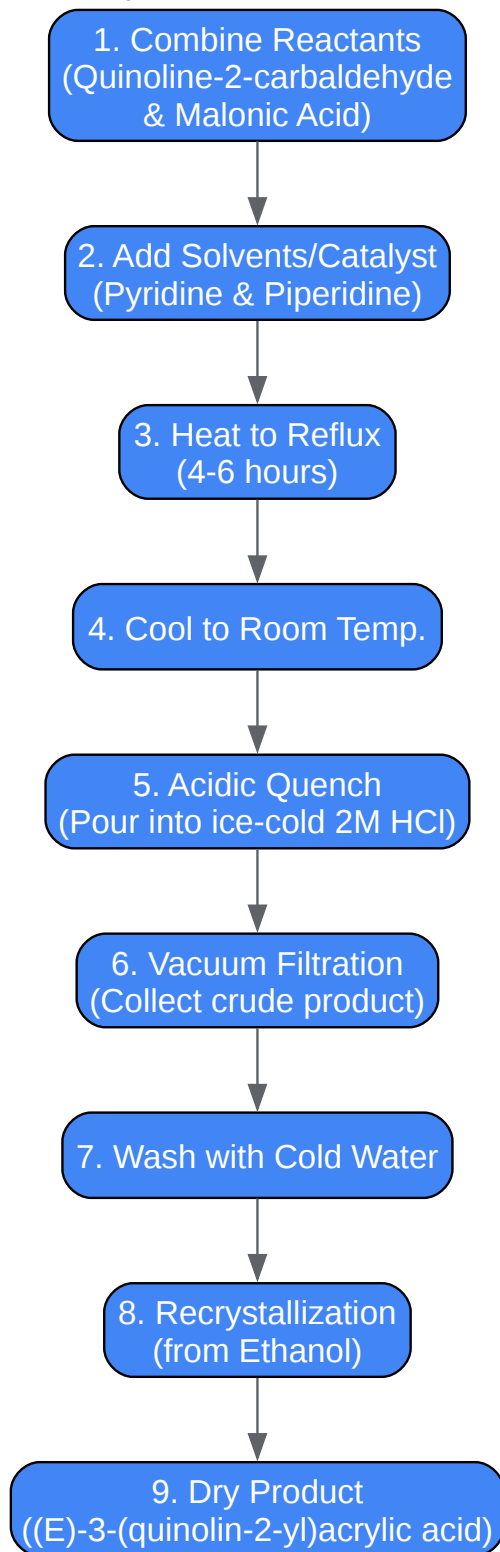 1. Combine Reactants
(Quinoline-2-carbaldehyde
& Malonic Acid)
2. Add Solvents/Catalyst
(Pyridine & Piperidine)
3. Heat to Reflux
(4-6 hours)
4. Cool to Room Temp.
5. Acidic Quench
(Pour into ice-cold 2M HCl)
6. Vacuum Filtration
(Collect crude product)
7. Wash with Cold Water
8. Recrystallization
(from Ethanol)
9. Dry Product
((E)-3-(quinolin-2-yl)acrylic acid)